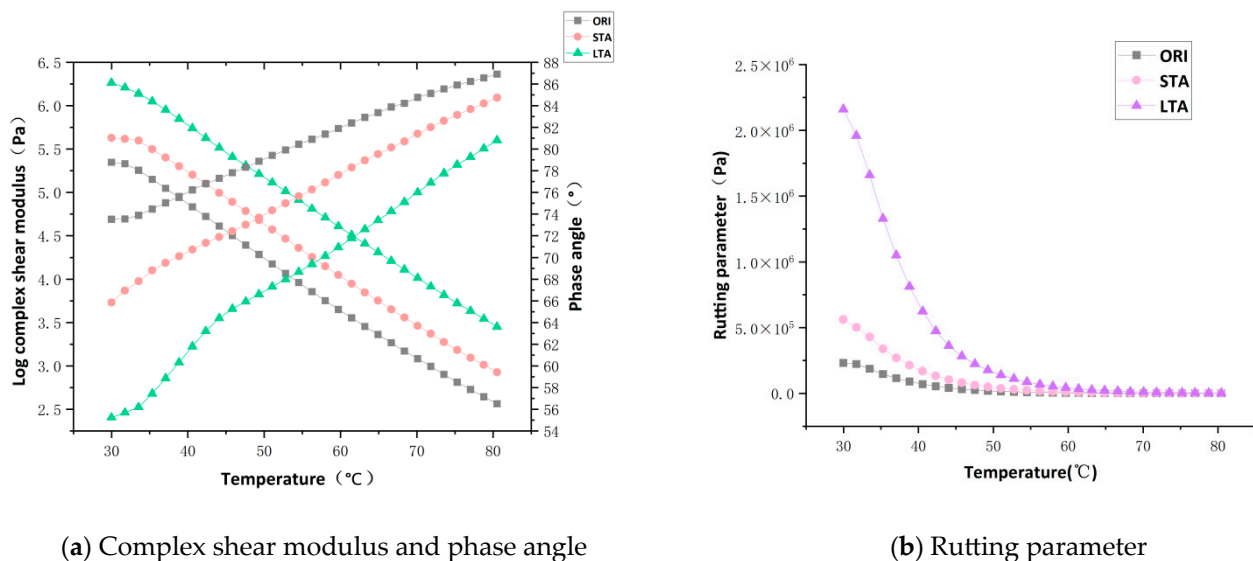 ORI
STA
LTA
6.5
6.0
5.5
5.0
4.5
4.0
3.5
3.0
2.5
Log complex shear modulus（Pa）
88
86
84
82
80
78
76
74
72
70
68
66
64
62
60
58
56
54
Phase angle（°）
30 40 50 60 70 80
Temperature（℃）
(a) Complex shear modulus and phase angle
ORI
STA
LTA
2.5×10⁶
2.0×10⁶
1.5×10⁶
1.0×10⁶
5.0×10⁵
0.0
Rutting parameter（Pa)
30 40 50 60 70 80
Temperature(℃)
(b) Rutting parameter